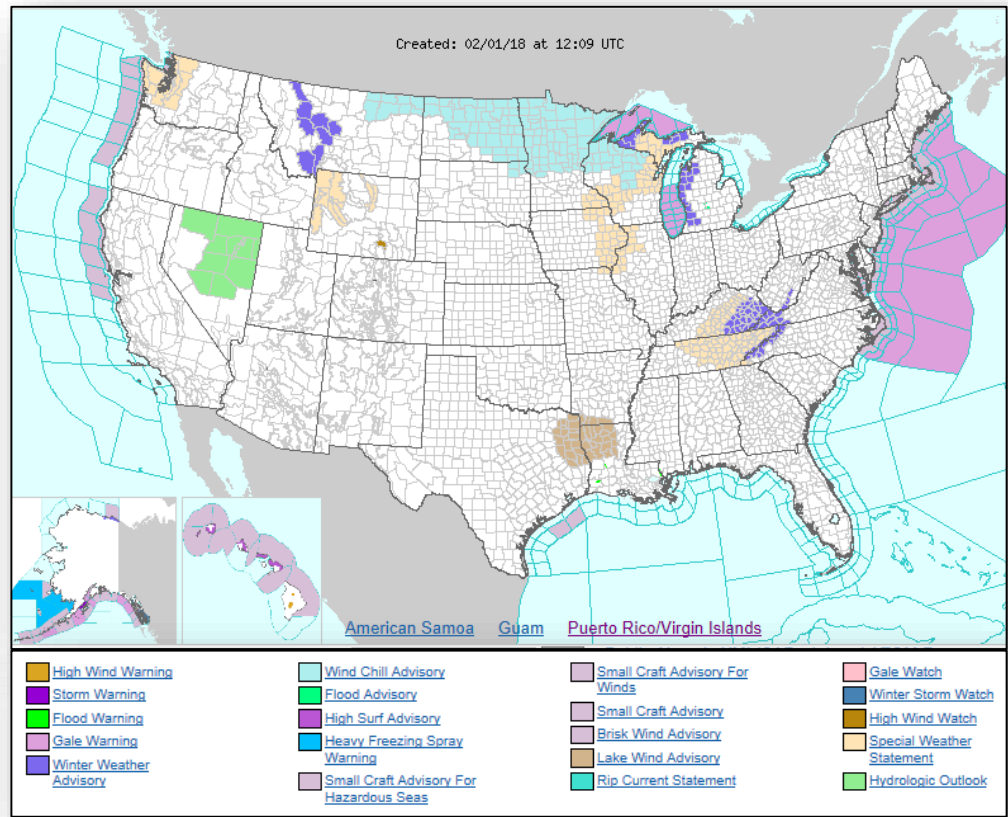 Created: 02/01/18 at 12:09 UTC
American Samoa Guam Puerto Rico/Virgin Islands
High Wind Warning
Storm Warning
Flood Warning
Gale Warning
Winter Weather
Advisory
Wind Chill Advisory
Flood Advisory
High Surf Advisory
Heavy Freezing Spray
Warning
Small Craft Advisory For
Hazardous Seas
Small Craft Advisory For
Winds
Small Craft Advisory
Brisk Wind Advisory
Lake Wind Advisory
Rip Current Statement
Gale Watch
Winter Storm Watch
High Wind Watch
Special Weather
Statement
Hydrologic Outlook